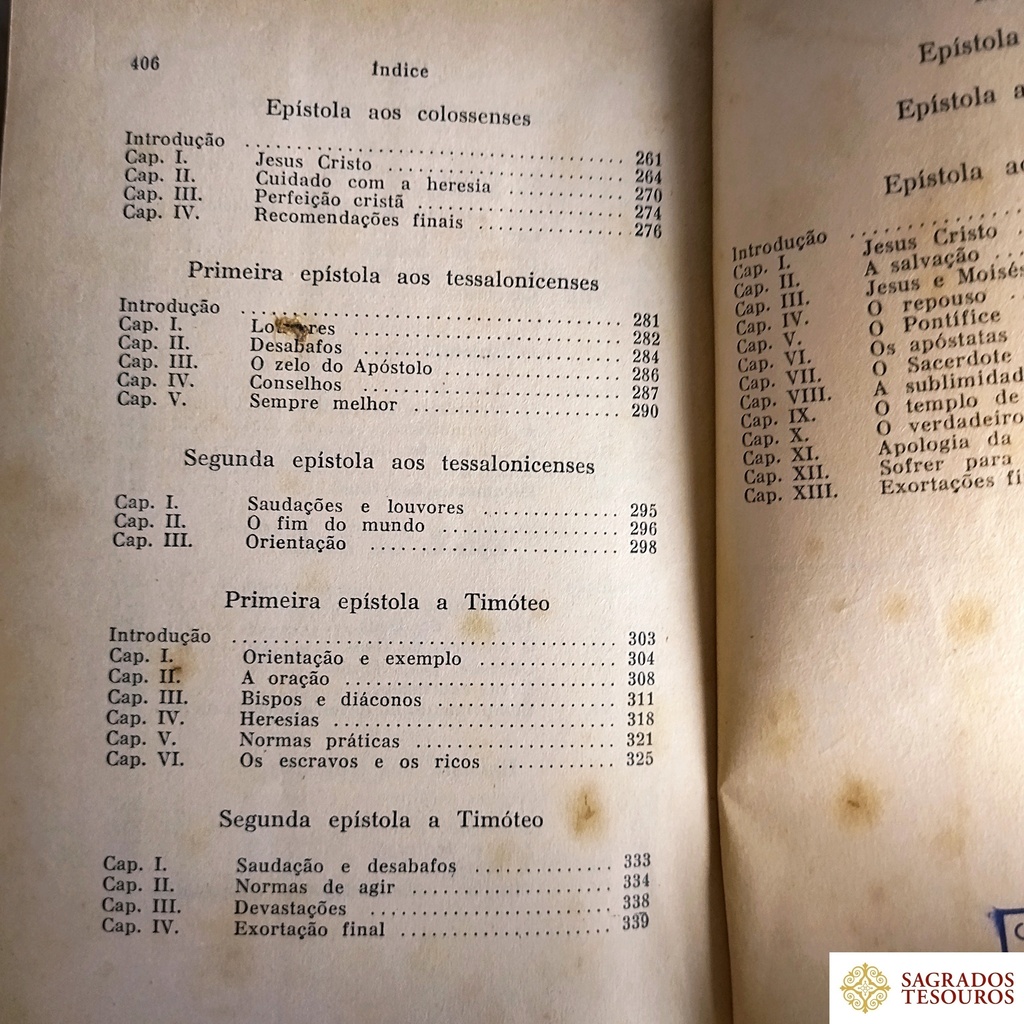 406
Índice
Epístola aos colossenses
Introdução ........................................ 261
Cap. I. Jesus Cristo ........................ 264
Cap. II. Cuidado com a heresia ............ 270
Cap. III. Perfeição cristã .................... 274
Cap. IV. Recomendações finais ................ 276
Primeira epístola aos tessalonicenses
Introdução ........................................ 281
Cap. I. ........................... 282
Cap. II. Desabafos .......................... 284
Cap. III. O zelo do Apóstolo ................. 286
Cap. IV. Conselhos .......................... 287
Cap. V. Sempre melhor ..................... 290
Segunda epístola aos tessalonicenses
Cap. I. Saudações e louvores .............. 295
Cap. II. O fim do mundo ................... 296
Cap. III. Orientação .......................... 298
Primeira epístola a Timóteo
Introdução ........................................ 303
Cap. I. Orientação e exemplo .............. 304
Cap. II. A oração ........................... 308
Cap. III. Bispos e diáconos .................. 311
Cap. IV. Heresias ............................ 318
Cap. V. Normas práticas .................... 321
Cap. VI. Os escravos e os ricos ............ 325
Segunda epístola a Timóteo
Cap. I. Saudação e desabafos .............. 333
Cap. II. Normas de agir .................... 334
Cap. III. Devastações ........................ 338
Cap. IV. Exortação final ..................... 339
Epístola
Epístola a
Epístola ao
Introdução ..............
Cap. I. Jesus Cristo .
Cap. II. A salvação ...
Cap. III. Jesus e Moisés
Cap. IV. O repouso ..
Cap. V. O Pontífice
Cap. VI. Os apóstatas
Cap. VII. O Sacerdote
Cap. VIII. A sublimidad
Cap. IX. O templo de
Cap. X. O verdadeiro
Cap. XI. Apologia da
Cap. XII. Sofrer para
Cap. XIII. Exortações fi
SAGRADOS
TESOUROS